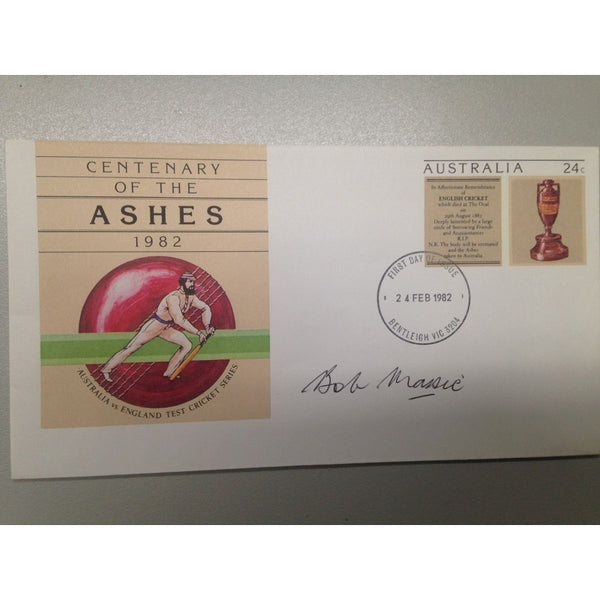 CENTENARY
OF THE
ASHES
1982
AUSTRALIA vs. ENGLAND TEST CRICKET SERIES
AUSTRALIA 24c
In Affectionate Remembrance
of
ENGLISH CRICKET
which died at The Oval
on
29th August 1882
Deeply lamented by a large
circle of Sorrowing Friends
and Acquaintances
R.I.P.
N.B. The body will be cremated
and the Ashes
taken to Australia
FIRST DAY OF ISSUE
24 FEB 1982
BENTLEIGH VIC 3204
Bob Massie